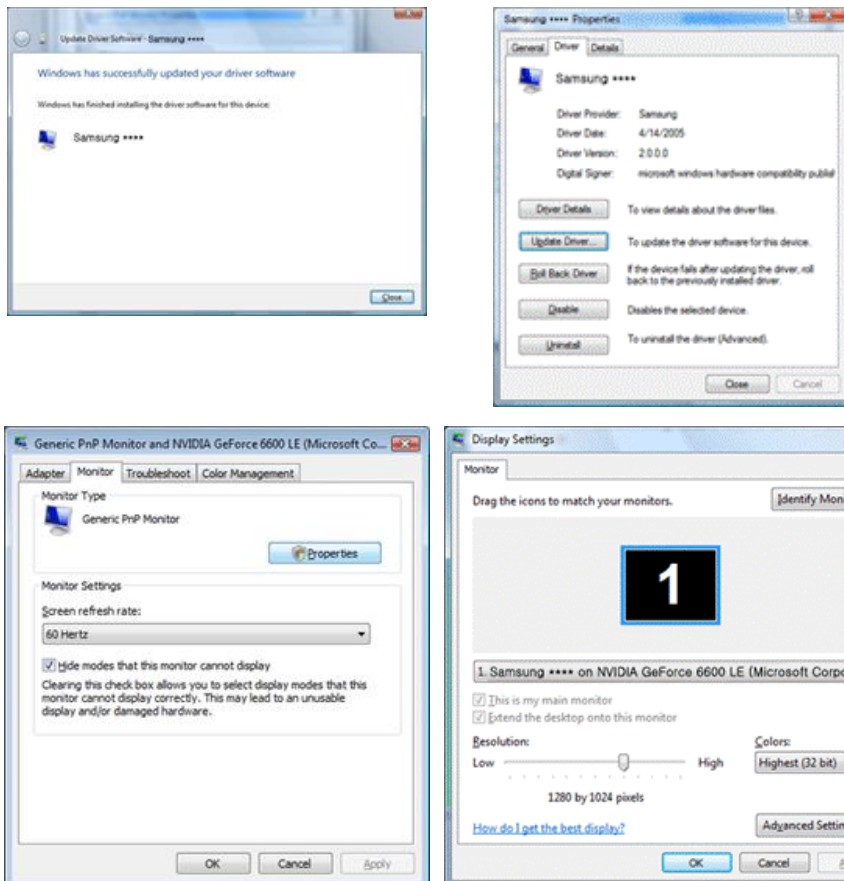 Update Driver Software - Samsung ****
Windows has successfully updated your driver software
Windows has finished installing the driver software for this device:
Samsung ****
Close
Samsung **** Properties
General Driver Details
Samsung ****
Driver Provider: Samsung
Driver Date: 4/14/2005
Driver Version: 2.0.0.0
Digital Signer: microsoft windows hardware compatibility publis
Driver Details To view details about the driver files.
Update Driver... To update the driver software for this device.
Roll Back Driver If the device fails after updating the driver, roll
back to the previously installed driver.
Disable Disables the selected device.
Uninstall To uninstall the driver (Advanced).
Close Cancel
Generic PnP Monitor and NVIDIA GeForce 6600 LE (Microsoft Co...
Adapter Monitor Troubleshoot Color Management
Monitor Type
Generic PnP Monitor
Properties
Monitor Settings
Screen refresh rate:
60 Hertz
Hide modes that this monitor cannot display
Clearing this check box allows you to select display modes that this
monitor cannot display correctly. This may lead to an unusable
display and/or damaged hardware.
OK Cancel Apply
Display Settings
Monitor
Drag the icons to match your monitors. Identify Mon
1
1. Samsung **** on NVIDIA GeForce 6600 LE (Microsoft Corpo
This is my main monitor
Extend the desktop onto this monitor
Resolution: Colors:
Low High Highest (32 bit)
1280 by 1024 pixels
How do I get the best display? Advanced Settin
OK Cancel A